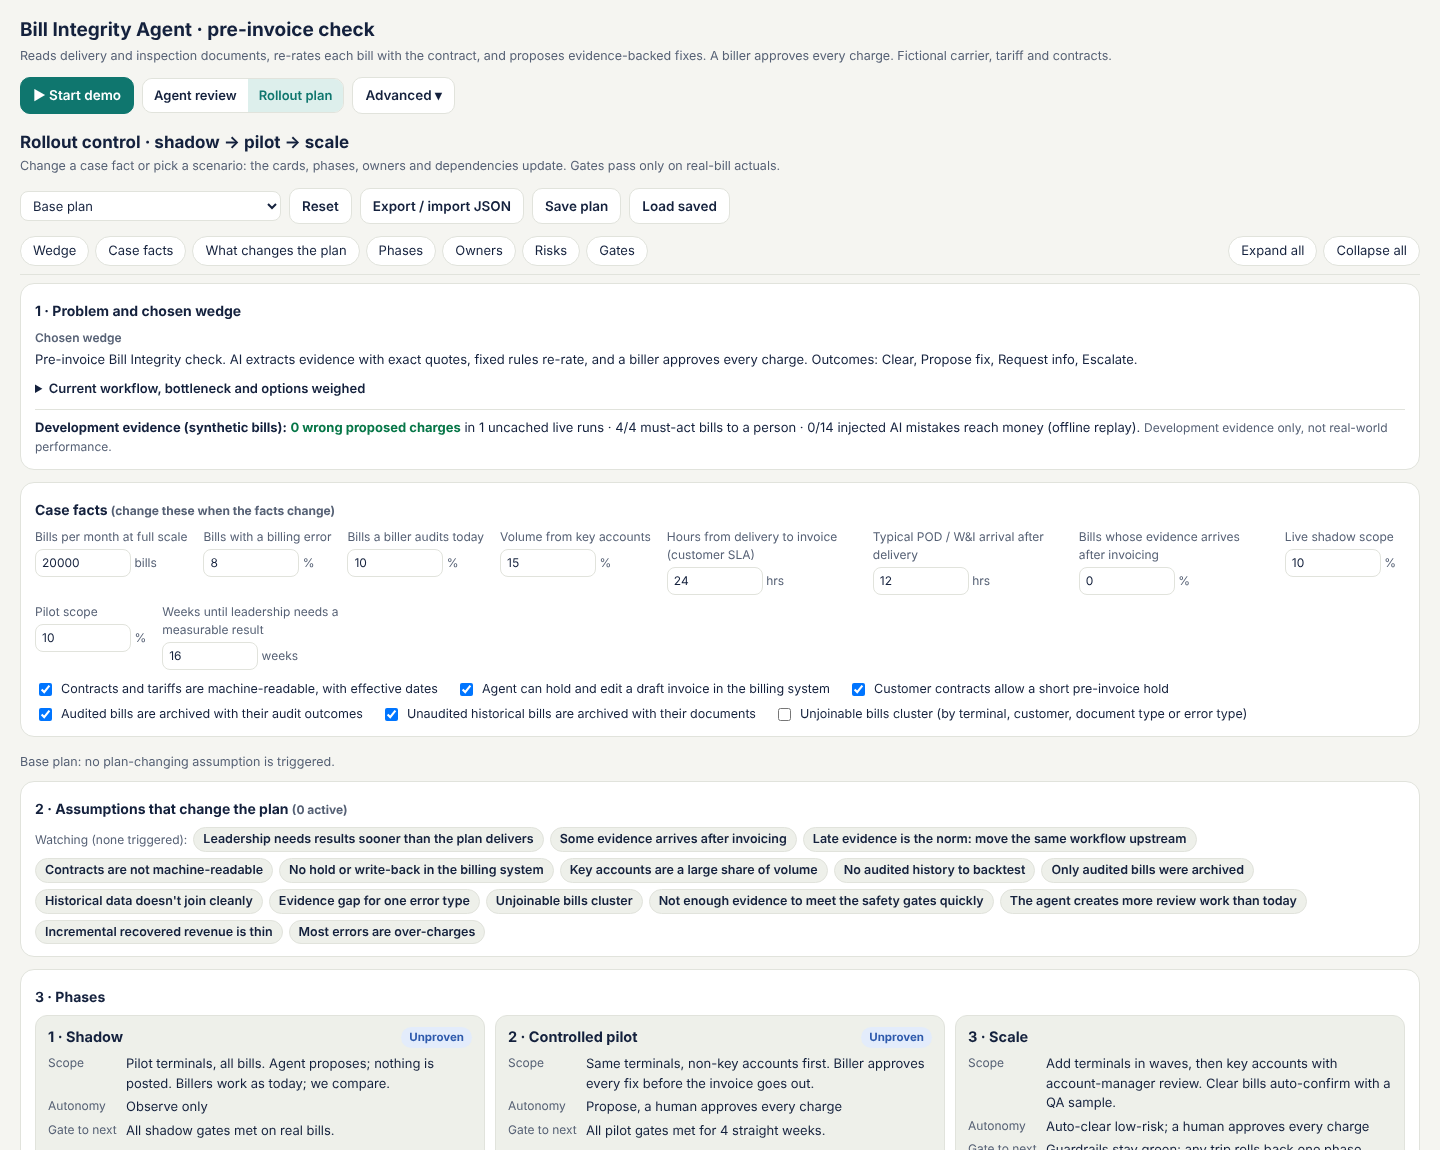 Bill Integrity Agent · pre-invoice check
Reads delivery and inspection documents, re-rates each bill with the contract, and proposes evidence-backed fixes. A biller approves every charge. Fictional carrier, tariff and contracts.
▶ Start demo
Agent review
Rollout plan
Advanced ▾
Rollout control · shadow → pilot → scale
Change a case fact or pick a scenario: the cards, phases, owners and dependencies update. Gates pass only on real-bill actuals.
Base plan
Reset
Export / import JSON
Save plan
Load saved
Wedge
Case facts
What changes the plan
Phases
Owners
Risks
Gates
Expand all
Collapse all
1 · Problem and chosen wedge
Chosen wedge
Pre-invoice Bill Integrity check. AI extracts evidence with exact quotes, fixed rules re-rate, and a biller approves every charge. Outcomes: Clear, Propose fix, Request info, Escalate.
▶ Current workflow, bottleneck and options weighed
Development evidence (synthetic bills): 0 wrong proposed charges in 1 uncached live runs · 4/4 must-act bills to a person · 0/14 injected AI mistakes reach money (offline replay). Development evidence only, not real-world
performance.
Case facts (change these when the facts change)
Bills per month at full scale
20000 bills
Bills with a billing error
8 %
Bills a biller audits today
10 %
Volume from key accounts
15 %
Hours from delivery to invoice
(customer SLA)
24 hrs
Typical POD / W&I arrival after
delivery
12 hrs
Bills whose evidence arrives
after invoicing
0 %
Live shadow scope
10 %
Pilot scope
10 %
Weeks until leadership needs a
measurable result
16 weeks
Contracts and tariffs are machine-readable, with effective dates
Agent can hold and edit a draft invoice in the billing system
Customer contracts allow a short pre-invoice hold
Audited bills are archived with their audit outcomes
Unaudited historical bills are archived with their documents
Unjoinable bills cluster (by terminal, customer, document type or error type)
Base plan: no plan-changing assumption is triggered.
2 · Assumptions that change the plan (0 active)
Watching (none triggered):
Leadership needs results sooner than the plan delivers
Some evidence arrives after invoicing
Late evidence is the norm: move the same workflow upstream
Contracts are not machine-readable
No hold or write-back in the billing system
Key accounts are a large share of volume
No audited history to backtest
Only audited bills were archived
Historical data doesn't join cleanly
Evidence gap for one error type
Unjoinable bills cluster
Not enough evidence to meet the safety gates quickly
The agent creates more review work than today
Incremental recovered revenue is thin
Most errors are over-charges
3 · Phases
1 · Shadow
Unproven
Scope
Pilot terminals, all bills. Agent proposes; nothing is
posted. Billers work as today; we compare.
Autonomy
Observe only
Gate to next
All shadow gates met on real bills.
2 · Controlled pilot
Unproven
Scope
Same terminals, non-key accounts first. Biller approves
every fix before the invoice goes out.
Autonomy
Propose, a human approves every charge
Gate to next
All pilot gates met for 4 straight weeks.
3 · Scale
Scope
Add terminals in waves, then key accounts with
account-manager review. Clear bills auto-confirm with a
QA sample.
Autonomy
Auto-clear low-risk; a human approves every charge
Gate to next
Guardrails stay green; any trip rolls back one phase.